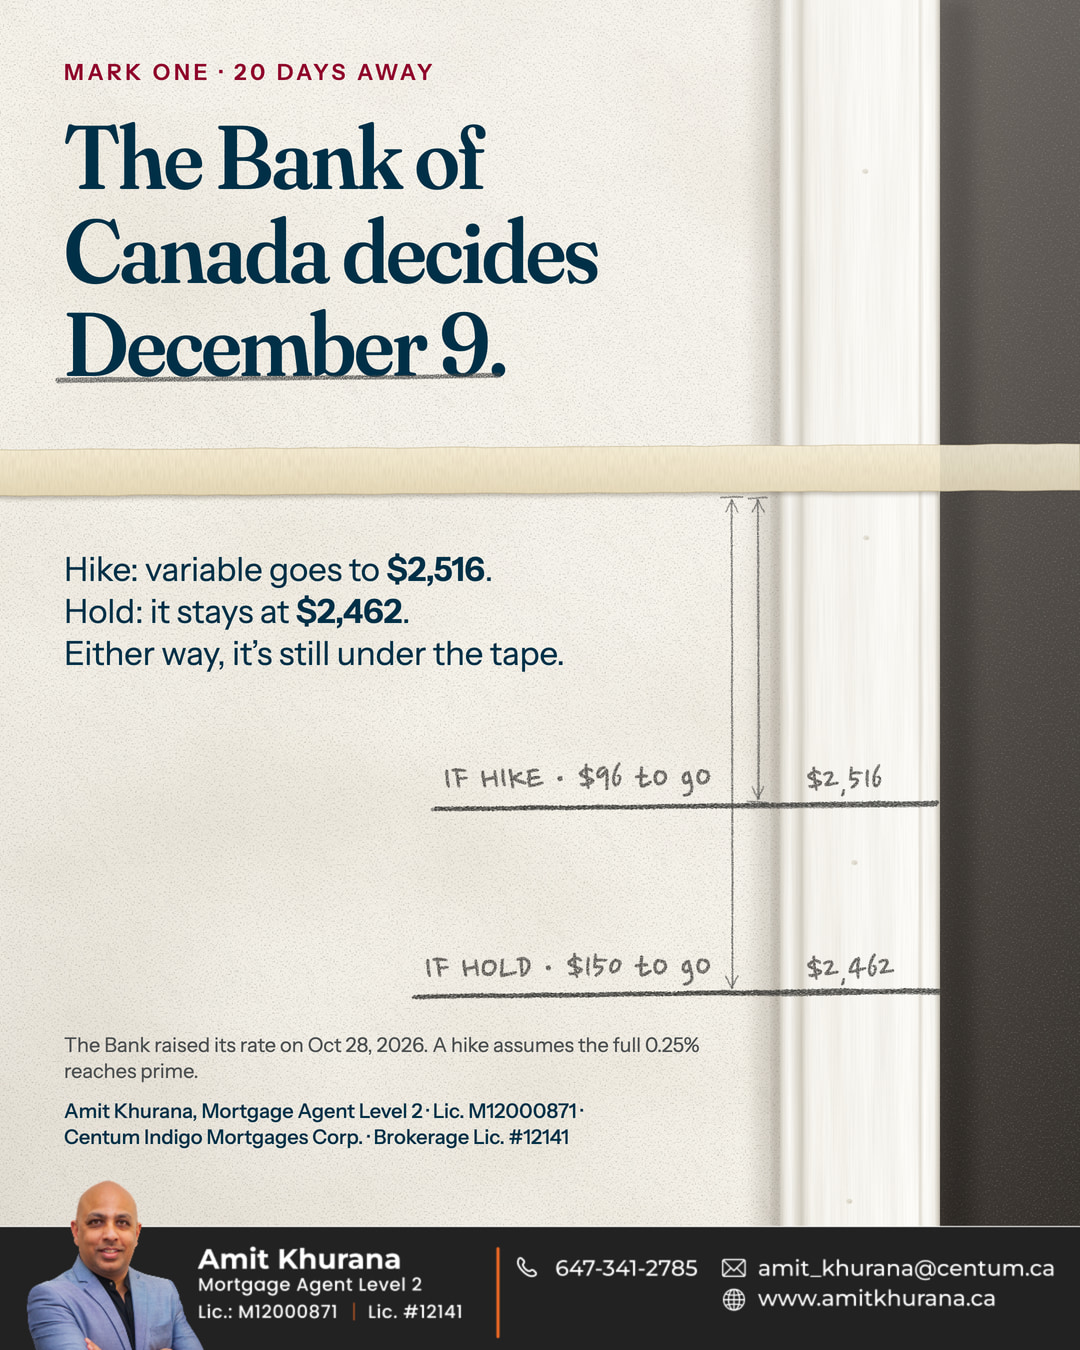 MARK ONE · 20 DAYS AWAY
The Bank of
Canada decides
December 9.
Hike: variable goes to $2,516.
Hold: it stays at $2,462.
Either way, it’s still under the tape.
IF HIKE · $96 to go
$2,516
IF HOLD · $150 to go
$2,462
The Bank raised its rate on Oct 28, 2026. A hike assumes the full 0.25%
reaches prime.
Amit Khurana, Mortgage Agent Level 2 · Lic. M12000871 ·
Centum Indigo Mortgages Corp. · Brokerage Lic. #12141
Amit Khurana
Mortgage Agent Level 2
Lic.: M12000871 | Lic. #12141
647-341-2785
amit_khurana@centum.ca
www.amitkhurana.ca